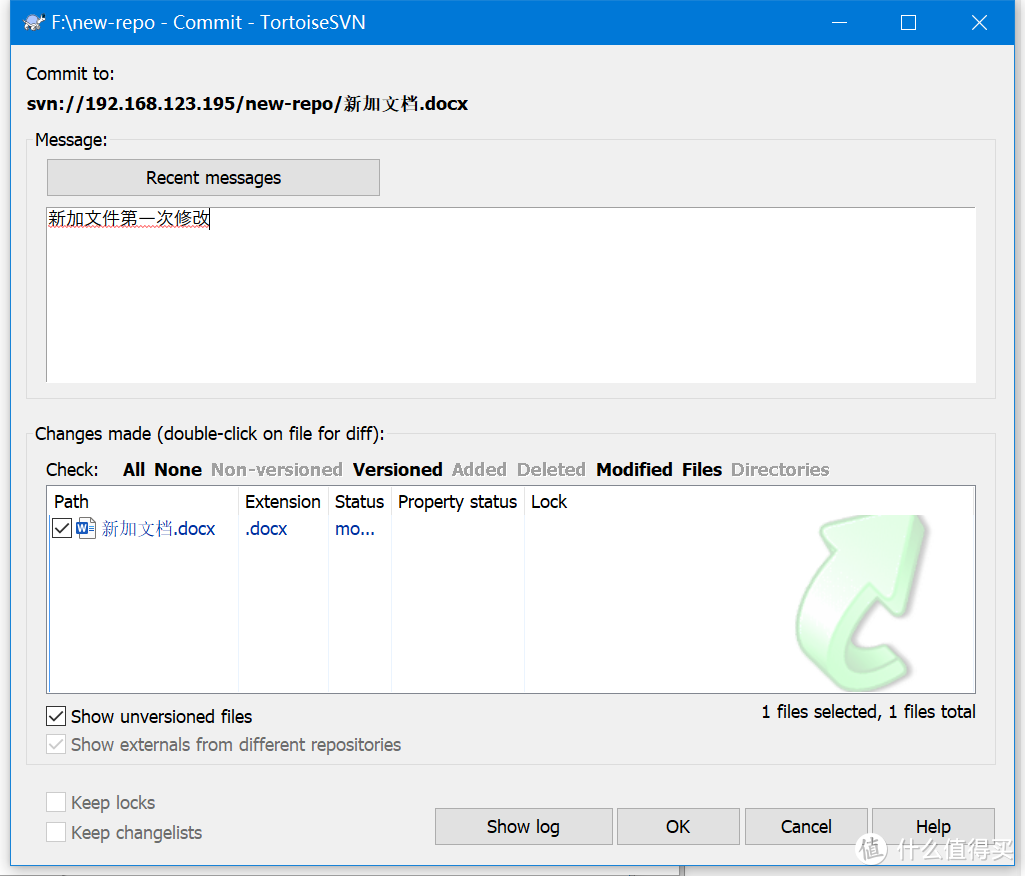 F:\new-repo - Commit - TortoiseSVN
Commit to:
svn://192.168.123.195/new-repo/新加文档.docx
Message:
Recent messages
新加文件第一次修改
Changes made (double-click on file for diff):
Check: All None Non-versioned Versioned Added Deleted Modified Files Directories
Path Extension Status Property status Lock
新加文档.docx .docx mo...
Show unversioned files
1 files selected, 1 files total
Show externals from different repositories
Keep locks
Keep changelists
Show log OK Cancel Help
值 什么值得买